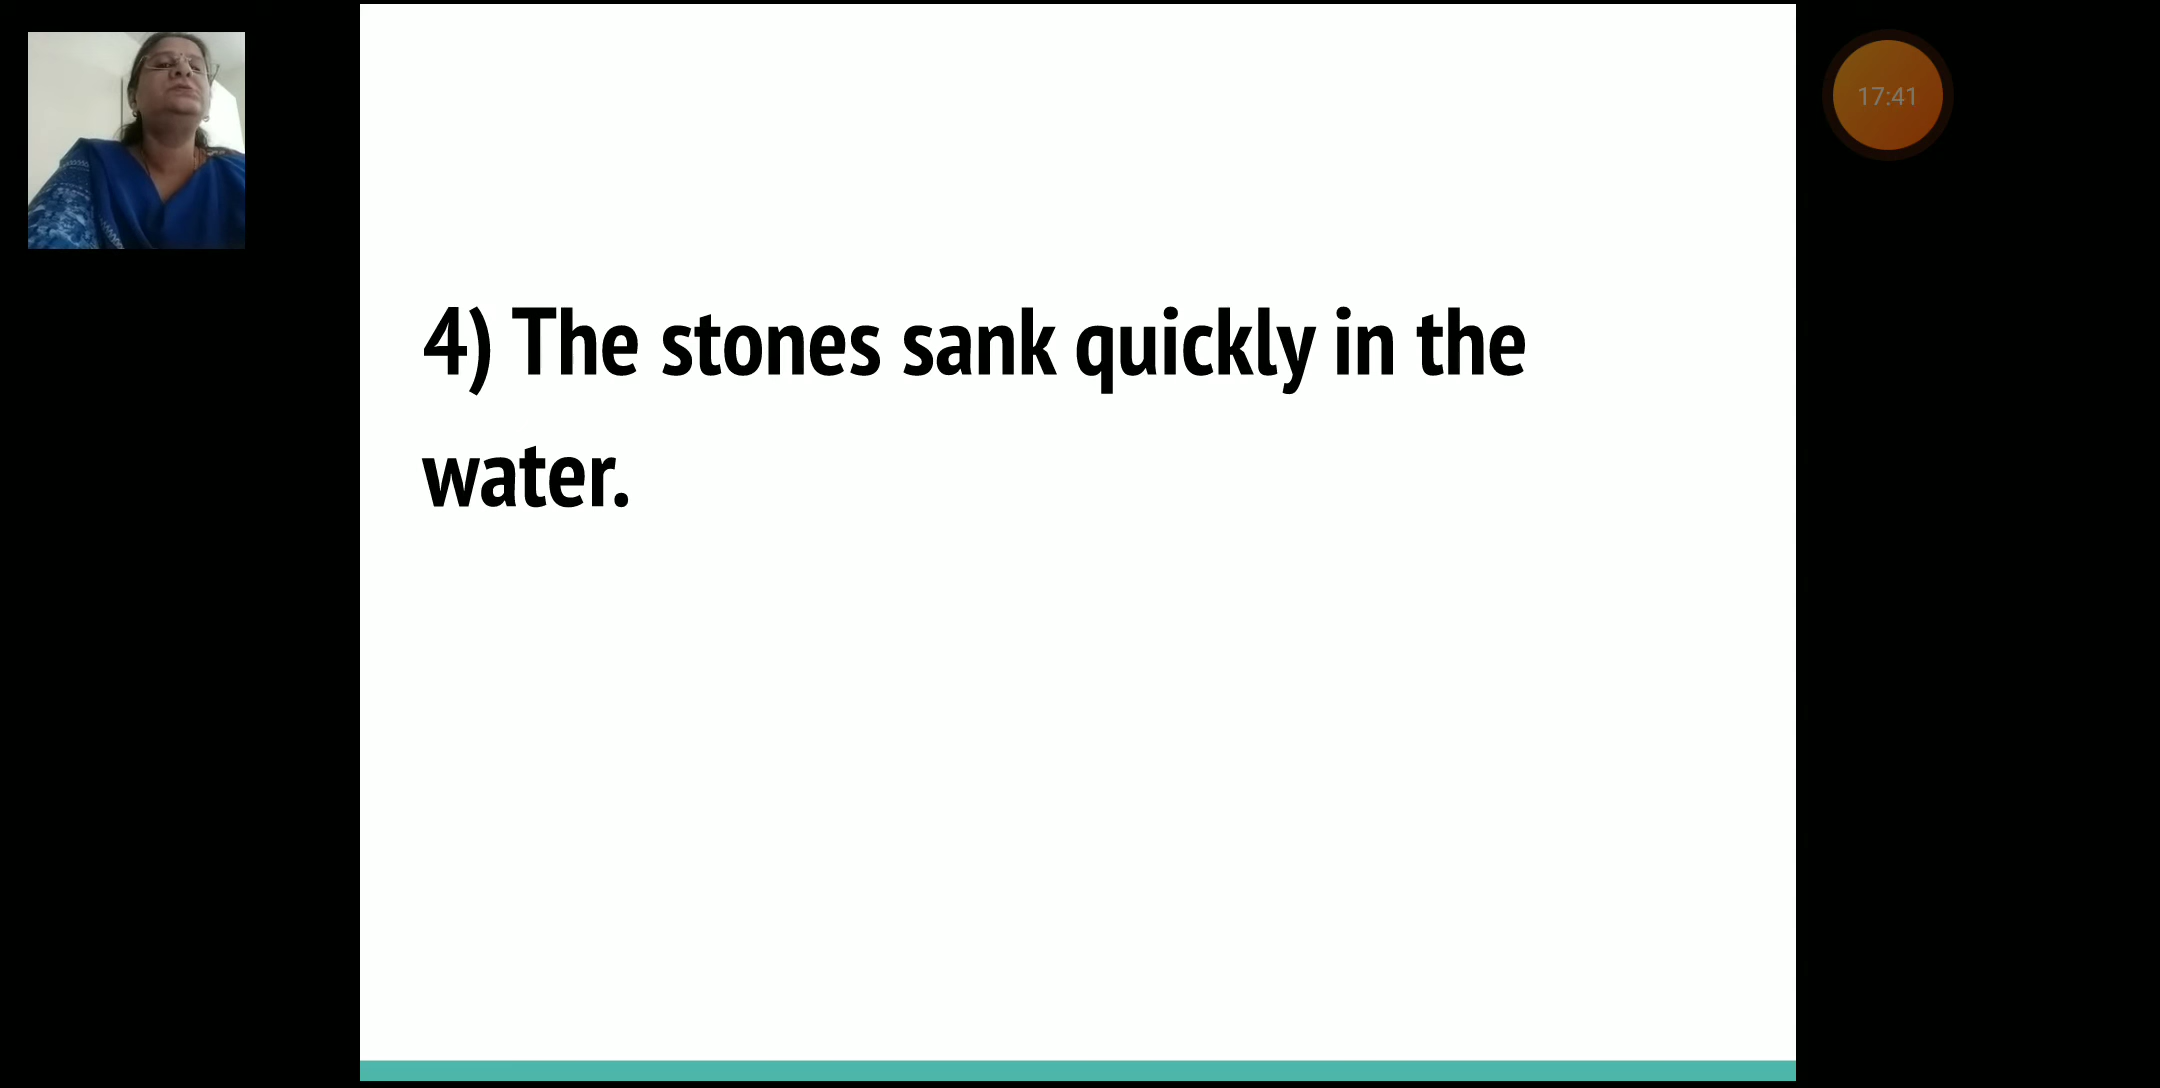 17:41
4) The stones sank quickly in the
water.